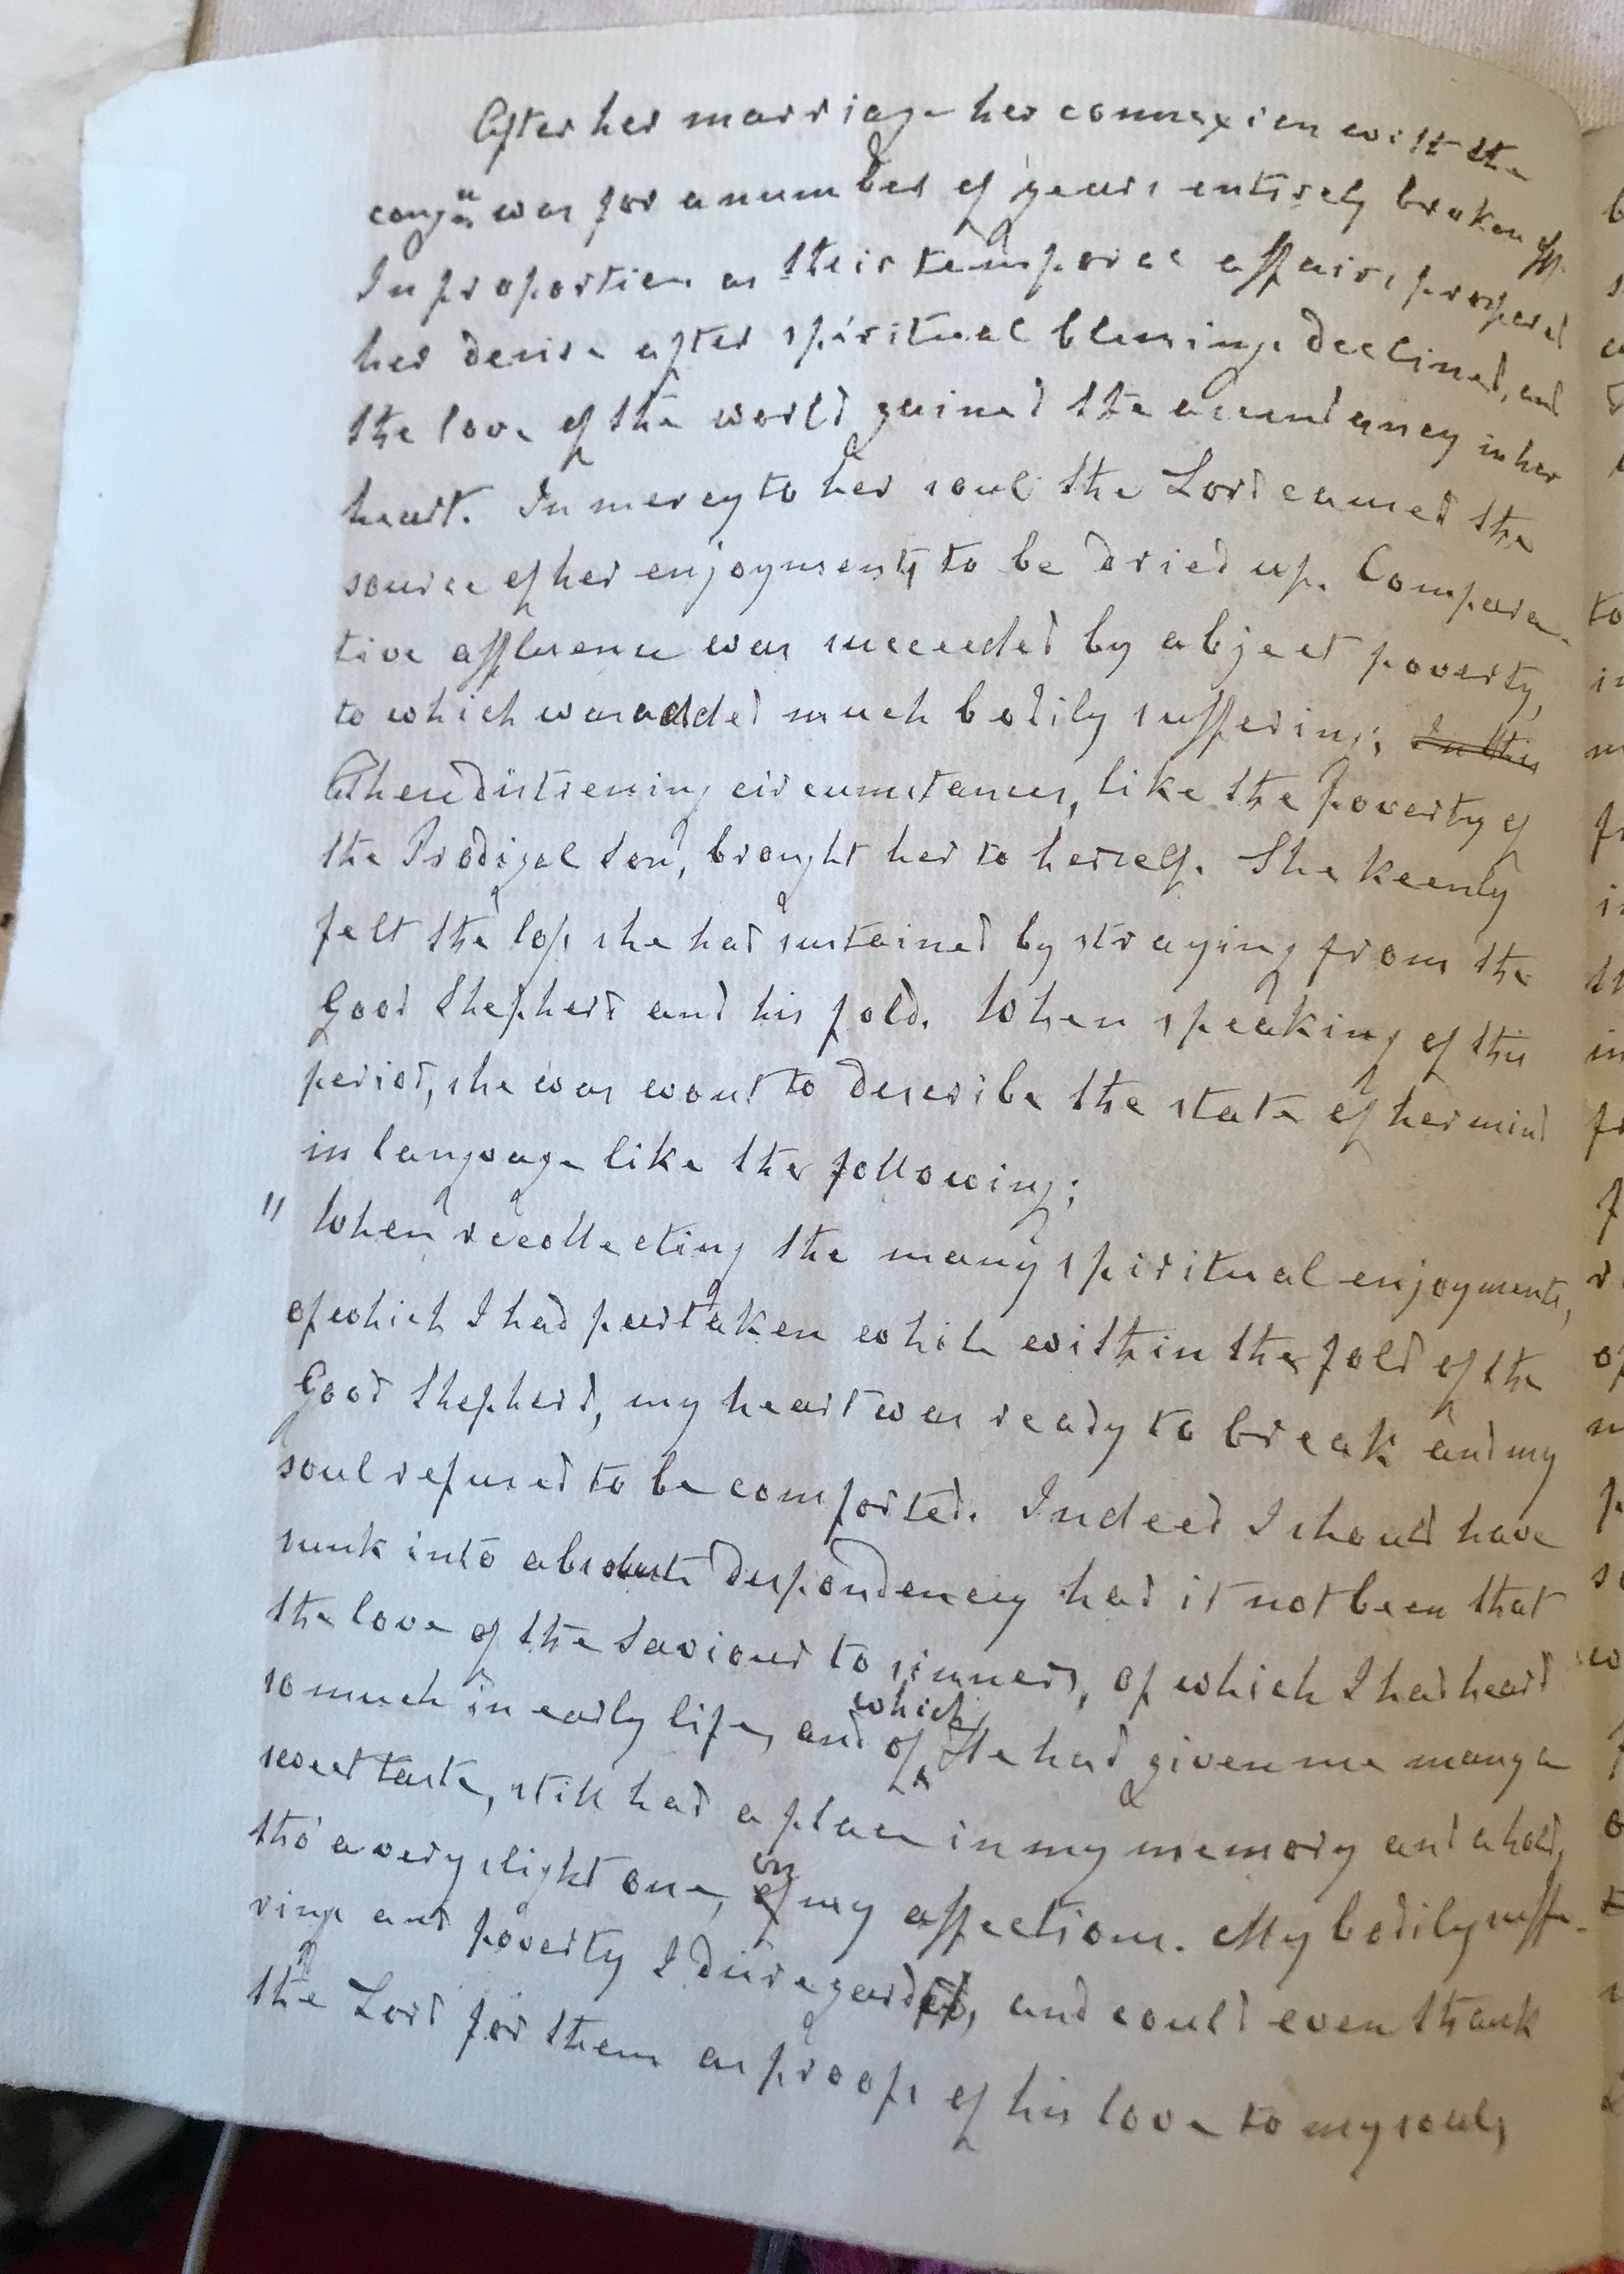 After her marriage her connexion with the
congn was for a number of years entirely broken off.
In proportion as their temporal affairs prospered
her desire after spiritual blessings declined, and
the love of the world gained the ascendancy in her
heart. In mercy to her soul the Lord caused the
source of her enjoyments to be dried up. Compara-
tive affluence was succeeded by abject poverty,
to which was added much bodily suffering; In this
These distressing circumstances, like the poverty of
the Prodigal Son, brought her to herself. She keenly
felt the loss she had sustained by straying from the
Good Shepherd and his fold. When speaking of this
period, she was wont to describe the state of her mind
in language like the following;
"When recollecting the many spiritual enjoyments,
of which I had partaken while within the fold of the
Good Shepherd, my heart was ready to break and my
soul refused to be comforted. Indeed I should have
sunk into absolute despondency had it not been that
the love of the Saviour to sinners, of which I had heard
so much in early life, and of which He had given me many a
sweet taste, still had a place in my memory and a hold,
tho' a very slight one, on my affections. My bodily suffe-
rings and poverty I disregarded, and could even thank
the Lord for them as proofs of his love to my soul,